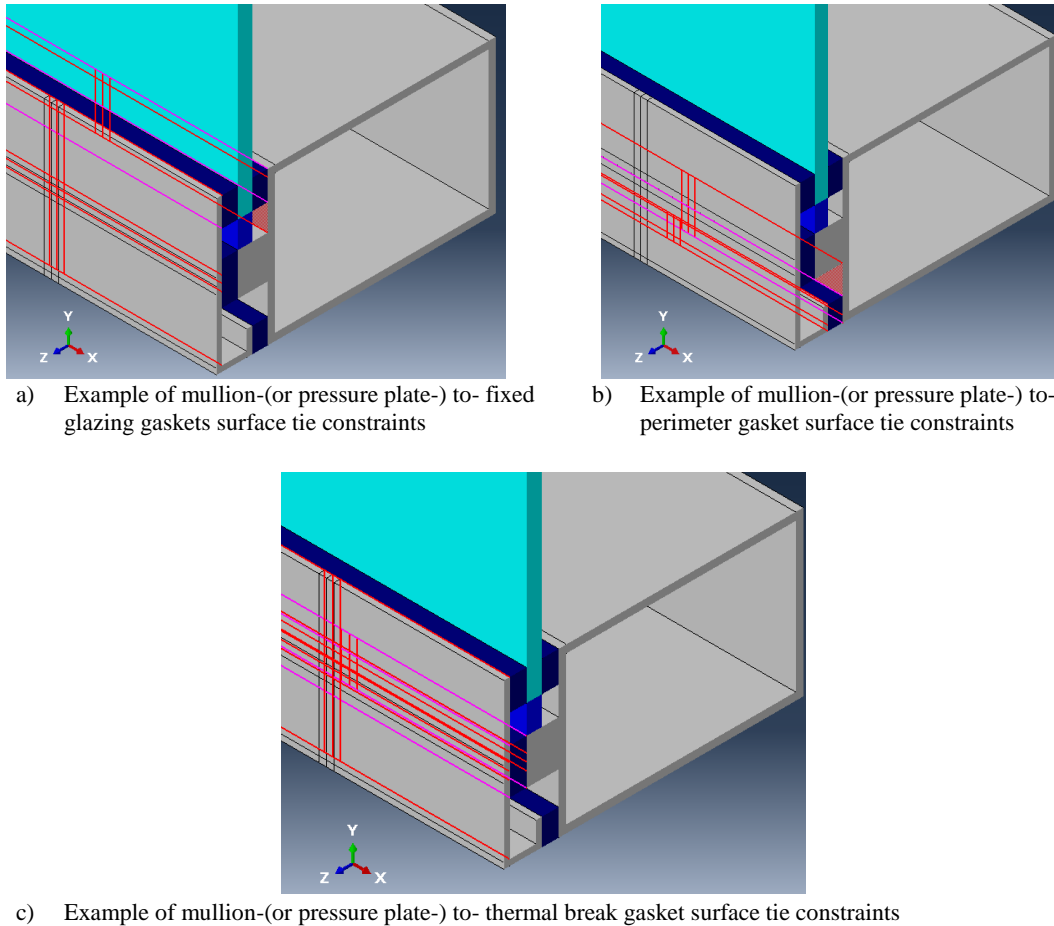 Y
Z
X
Y
Z
X
a) Example of mullion-(or pressure plate-) to- fixed
glazing gaskets surface tie constraints
b) Example of mullion-(or pressure plate-) to-
perimeter gasket surface tie constraints
Y
Z
X
c) Example of mullion-(or pressure plate-) to- thermal break gasket surface tie constraints